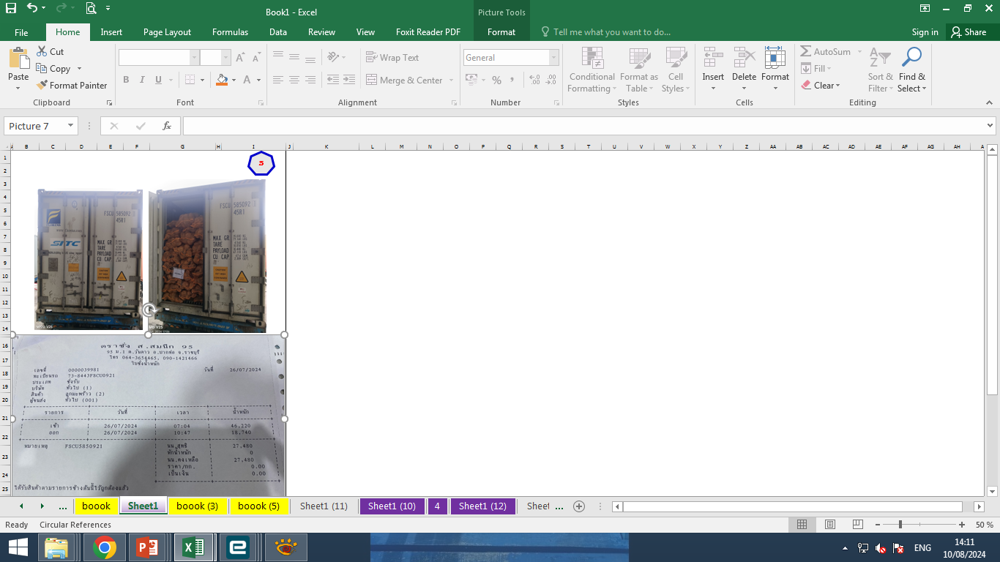 Book1 - Excel
Picture Tools
File Home Insert Page Layout Formulas Data Review View Foxit Reader PDF Format Tell me what you want to do... Sign in Share
Paste
Cut
Copy
Format Painter
Clipboard
B I U
Font
Wrap Text
Merge & Center
Alignment
General
Number
Conditional Formatting
Format as Table
Cell Styles
Styles
Insert Delete Format
Cells
AutoSum
Fill
Clear
Sort & Filter
Find & Select
Editing
Picture 7
fx
A B C D E F G H I J K L M N O P Q R S T U V W X Y Z AA AB AC AD AE AF AG AH A
1
2
3
4
5
6
7
8
9
10
11
12
13
14
16
17
18
19
20
21
22
23
24
25
5
45R1
SITC
MAX GR
TARE
PAYLOAD
CU CAP
45R1
MAX GR
TARE
PAYLOAD
CU CAP
ตราชั่ง ส.สมนึก 95
95 ม.1 ต.วันดาว อ.ปากท่อ จ.ราชบุรี
โทร 064-3654465, 090-1421466
ใบชั่งน้ำหนัก
เลขที่ 0000039981 วันที่ 26/07/2024
ทะเบียนรถ 73-8443FSCU0921
ประเภท ชั่งรับ
บริษัท ทั่วไป (1)
สินค้า ลูกมะพร้าว (2)
ผู้ขนส่ง ทั่วไป (001)
รายการ วันที่ เวลา น้ำหนัก
เข้า 26/07/2024 07:04 46,220
ออก 26/07/2024 10:47 18,740
หมายเหตุ FSCU5850921 นน.สุทธิ 27,480
หักน้ำหนัก 0
นน.คงเหลือ 27,480
ราคา/กก. 0.00
เป็นเงิน 0.00
ได้รับสินค้าตามรายการข้างต้นนี้ไว้ถูกต้องแล้ว
... boook Sheet1 boook (3) boook (5) Sheet1 (11) Sheet1 (10) 4 Sheet1 (12) Sheet ...
Ready Circular References 50 %
ENG
14:11
10/08/2024